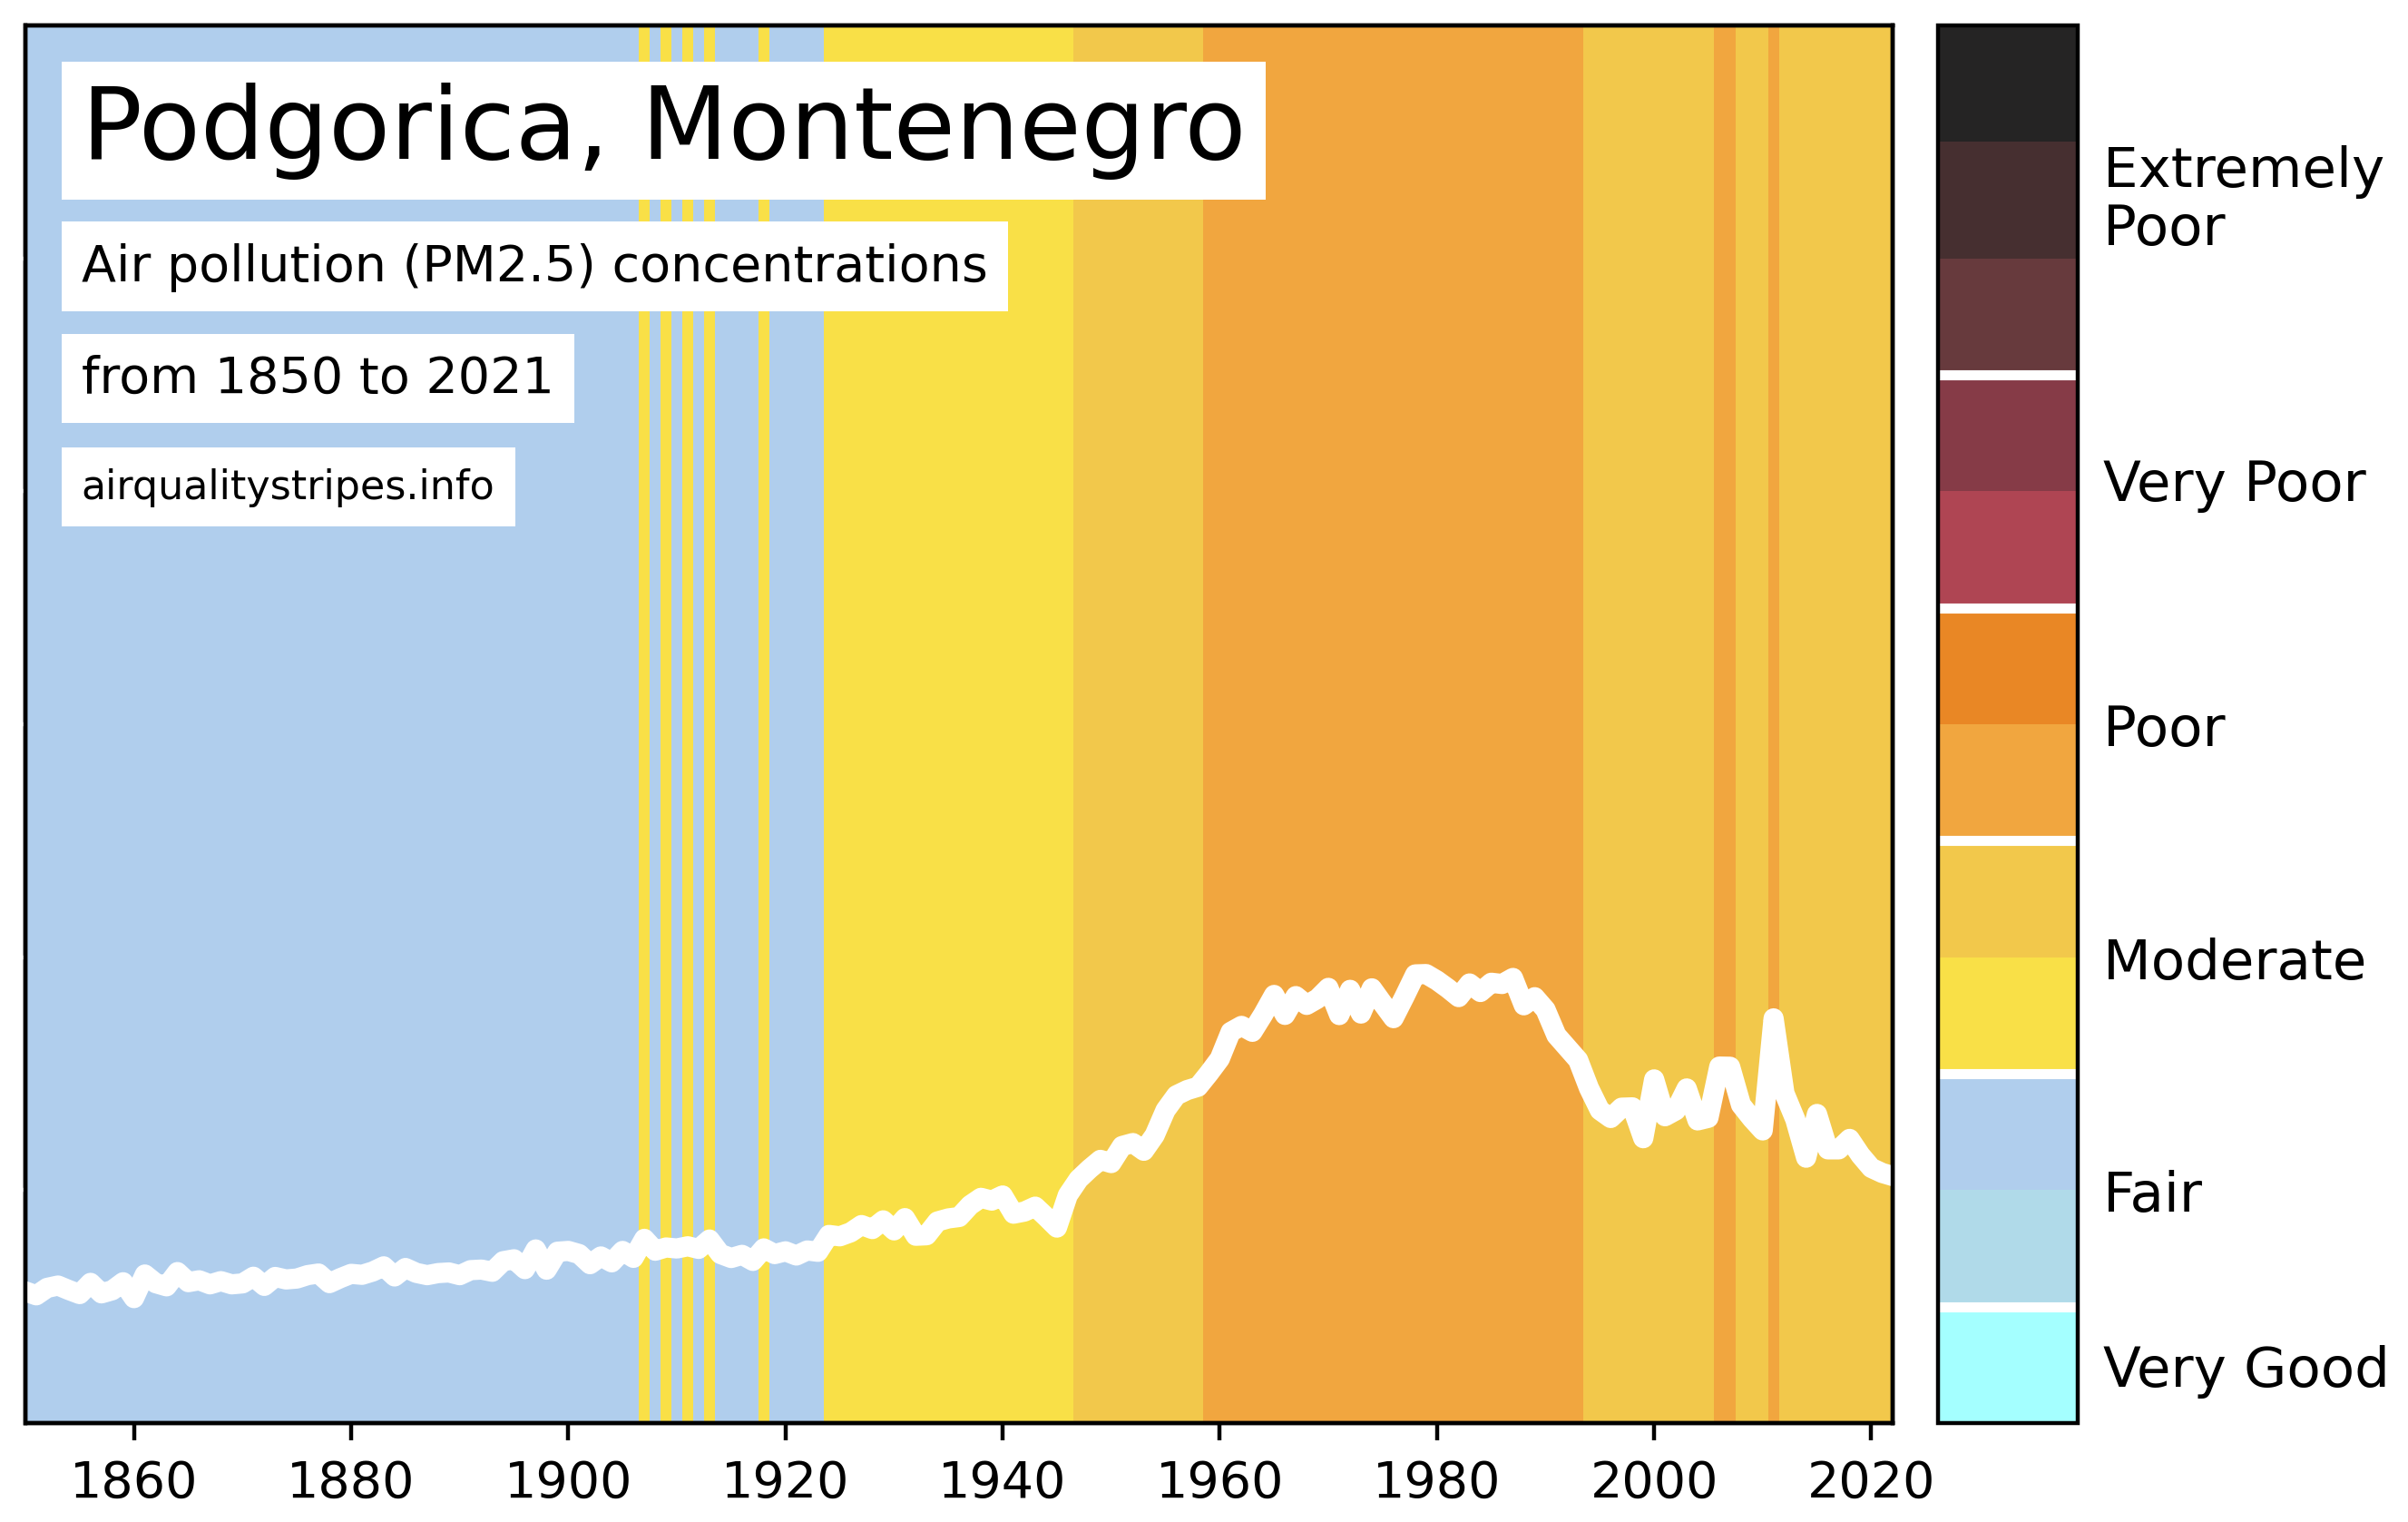 Podgorica, Montenegro
Air pollution (PM2.5) concentrations
from 1850 to 2021
airqualitystripes.info
Extremely
Poor
Very Poor
Poor
Moderate
Fair
Very Good
1860 1880 1900 1920 1940 1960 1980 2000 2020